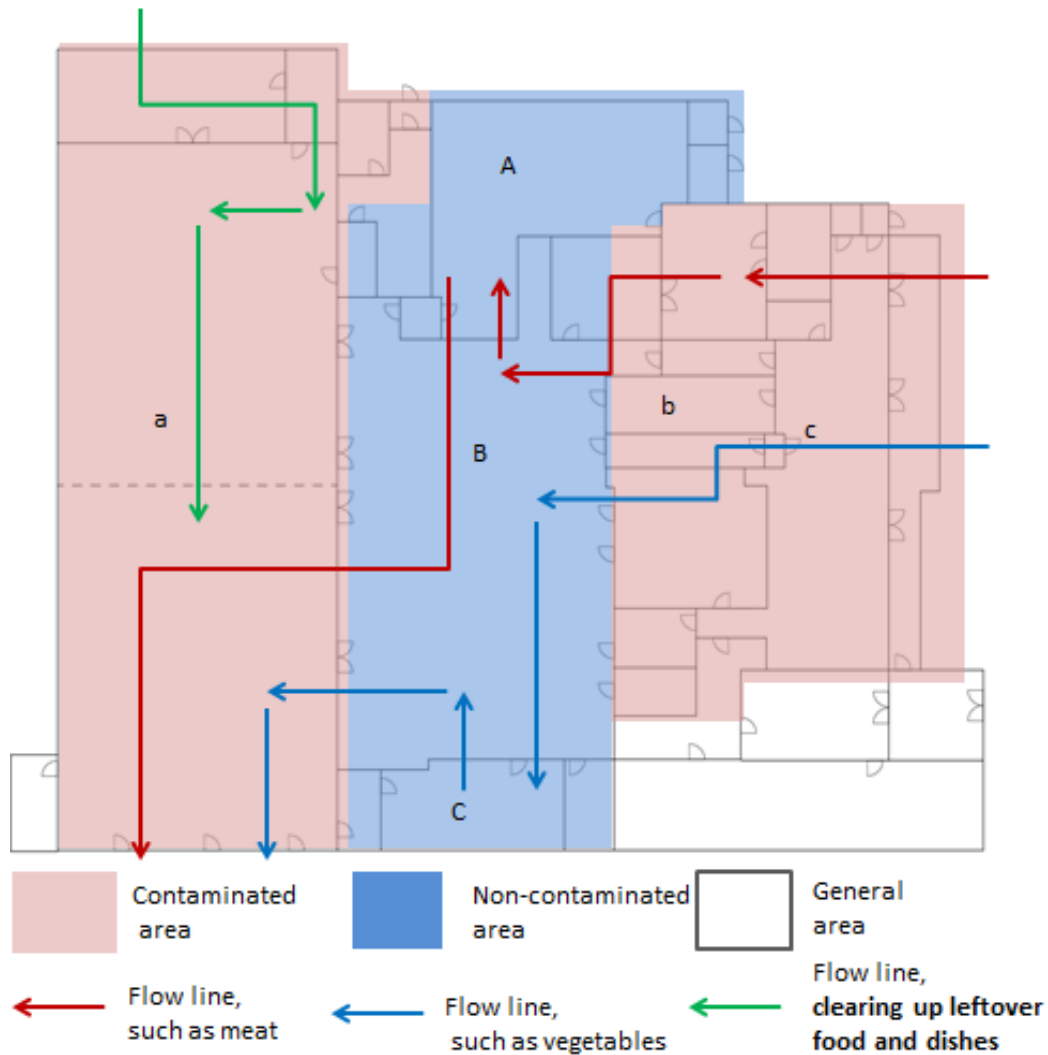 A
a
b
c
B
C
Contaminated
area
Non-contaminated
area
General
area
Flow line,
such as meat
Flow line,
such as vegetables
Flow line,
clearing up leftover
food and dishes